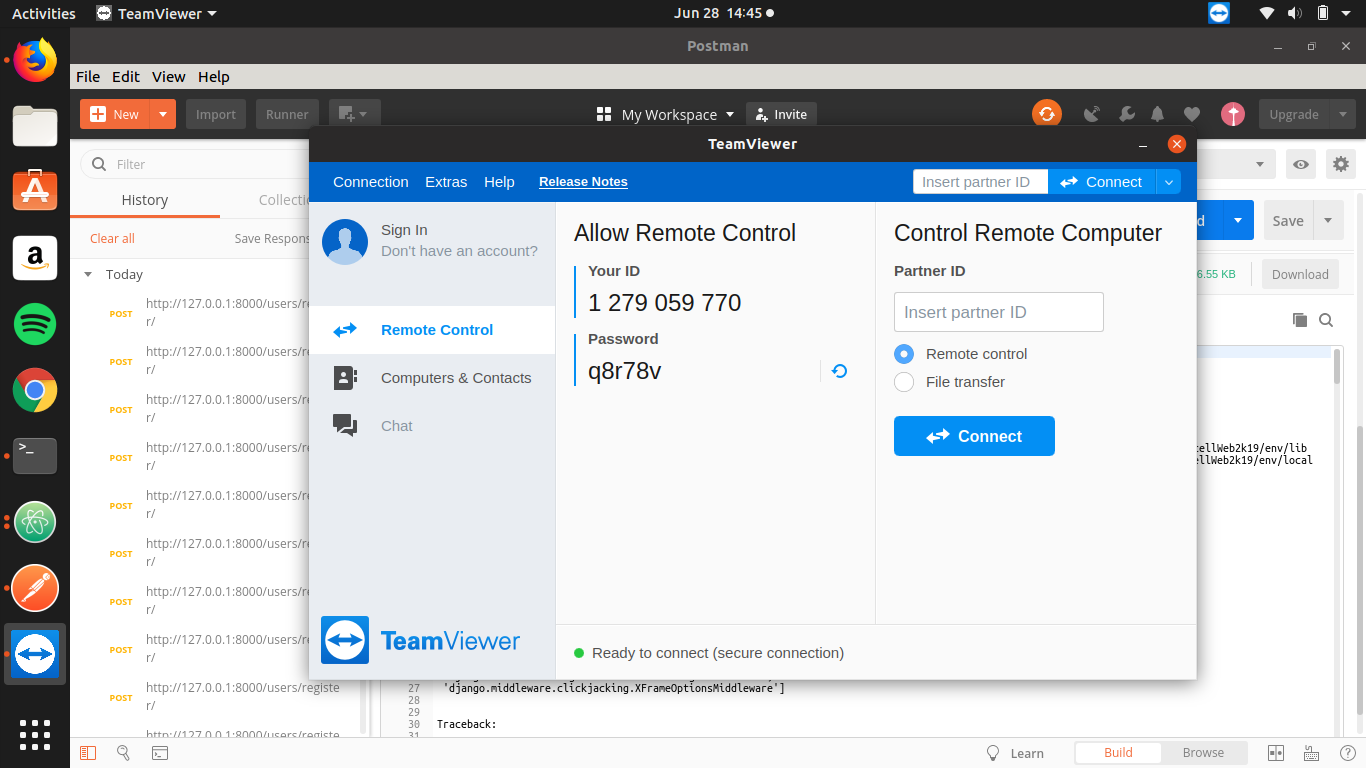 Activities TeamViewer Jun 28 14:45
Postman
File Edit View Help
New Import Runner My Workspace Invite Upgrade
TeamViewer
Connection Extras Help Release Notes Insert partner ID Connect
Filter
History
Clear all
Today
POST http://127.0.0.1:8000/users/re
r/
POST http://127.0.0.1:8000/users/re
r/
POST http://127.0.0.1:8000/users/re
r/
POST http://127.0.0.1:8000/users/re
r/
POST http://127.0.0.1:8000/users/re
r/
POST http://127.0.0.1:8000/users/re
r/
POST http://127.0.0.1:8000/users/re
r/
POST http://127.0.0.1:8000/users/re
r/
POST http://127.0.0.1:8000/users/registe
r/
http://127.0.0.1:8000/users/registe
Sign In
Don't have an account?
Remote Control
Computers & Contacts
Chat
TeamViewer
Allow Remote Control
Your ID
1 279 059 770
Password
q8r78v
Control Remote Computer
Partner ID
Insert partner ID
Remote control
File transfer
Connect
Ready to connect (secure connection)
Save
6.55 KB Download
ellWeb2k19/env/lib
ellWeb2k19/env/local
27 'django.middleware.clickjacking.XFrameOptionsMiddleware']
28
29
30 Traceback:
Learn Build Browse